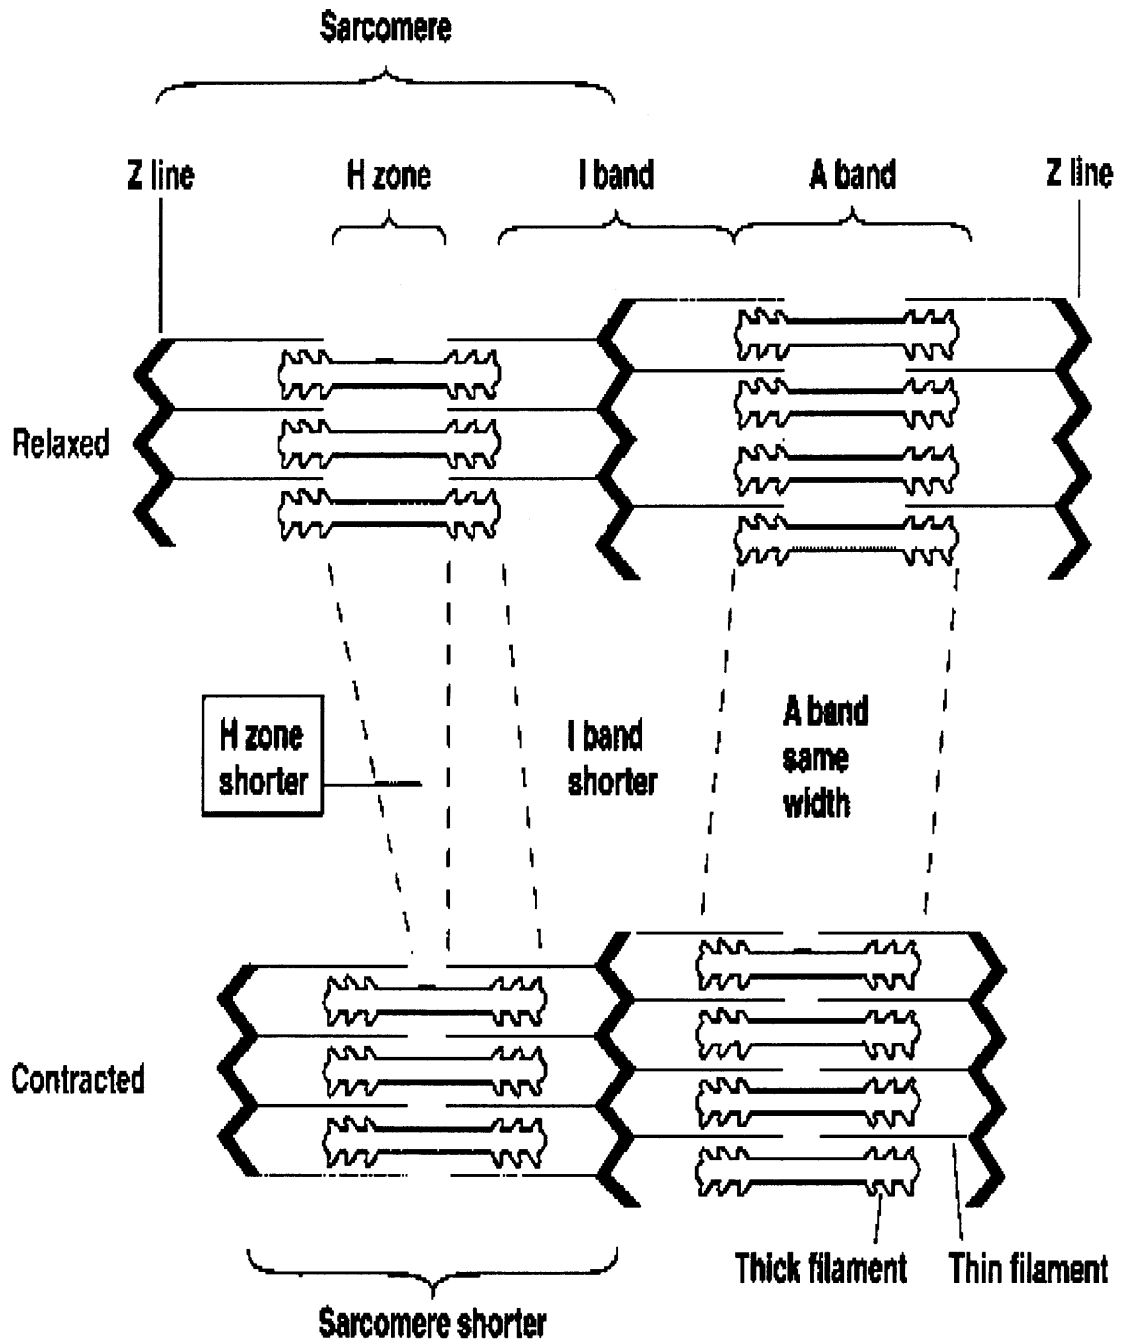 Sarcomere
Z line
H zone
I band
A band
Z line
Relaxed
H zone
shorter
I band
shorter
A band
same
width
Contracted
Thick filament
Thin filament
Sarcomere shorter